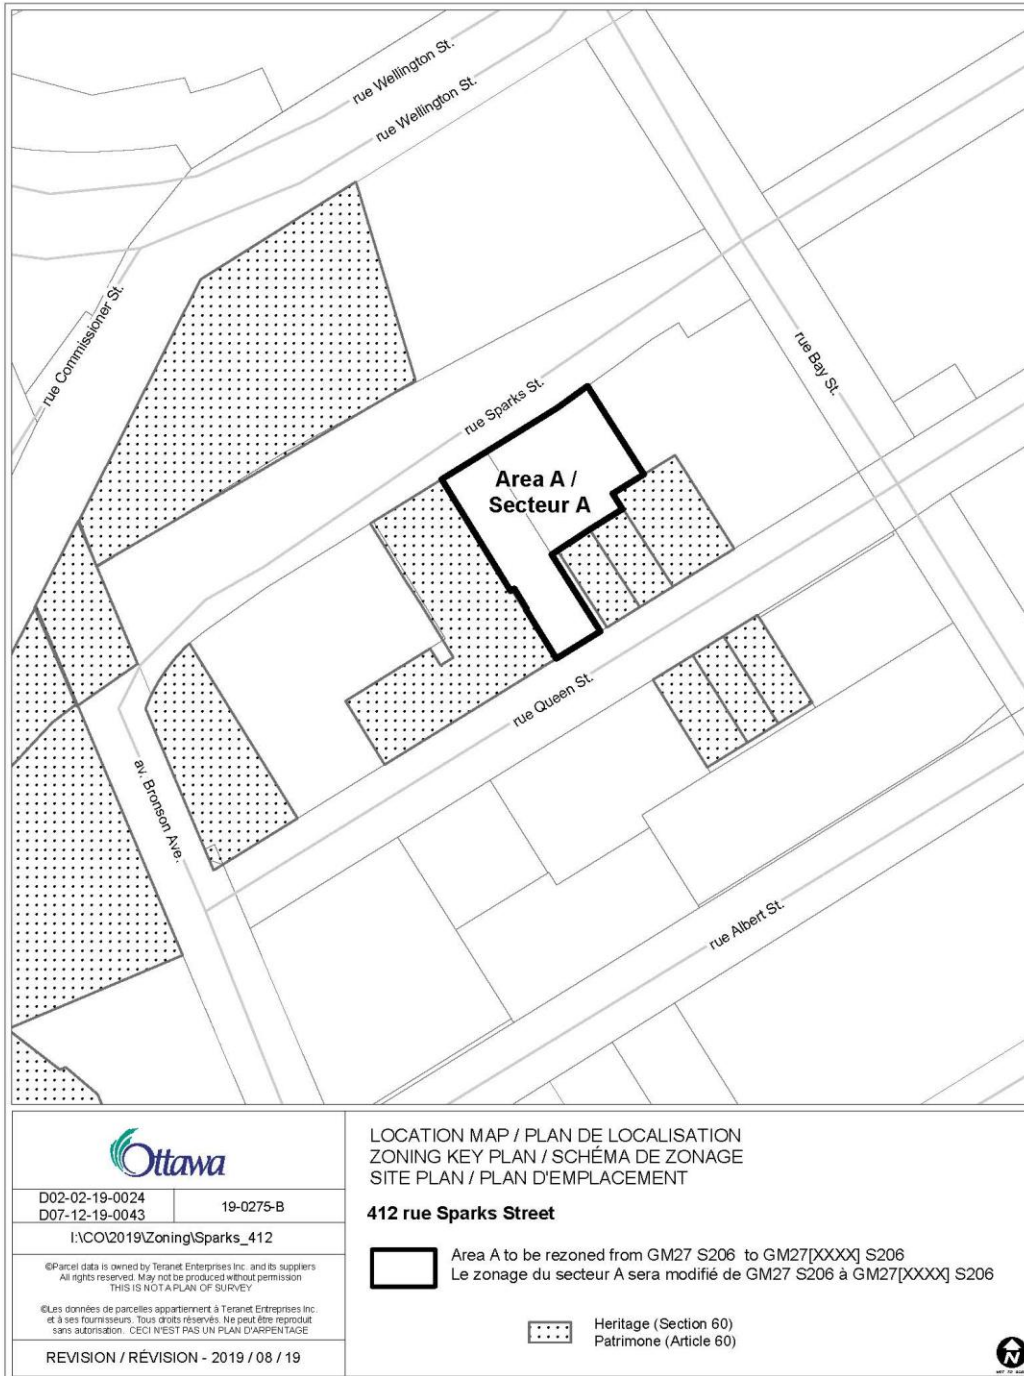 rue Wellington St.
rue Wellington St.
rue Commissioner St.
rue Bay St.
rue Sparks St.
Area A /
Secteur A
rue Queen St.
av. Bronson Ave.
rue Albert St.
Ottawa
D02-02-19-0024
D07-12-19-0043
19-0275-B
I:\CO\2019\Zoning\Sparks_412
©Parcel data is owned by Teranet Enterprises Inc. and its suppliers
All rights reserved. May not be produced without permission
THIS IS NOT A PLAN OF SURVEY
©Les données de parcelles appartiennent à Teranet Entreprises Inc.
et à ses fournisseurs. Tous droits réservés. Ne peut être reproduit
sans autorisation. CECI N'EST PAS UN PLAN D'ARPENTAGE
REVISION / RÉVISION - 2019 / 08 / 19
LOCATION MAP / PLAN DE LOCALISATION
ZONING KEY PLAN / SCHÉMA DE ZONAGE
SITE PLAN / PLAN D'EMPLACEMENT
412 rue Sparks Street
Area A to be rezoned from GM27 S206 to GM27[XXXX] S206
Le zonage du secteur A sera modifié de GM27 S206 à GM27[XXXX] S206
Heritage (Section 60)
Patrimone (Article 60)
N